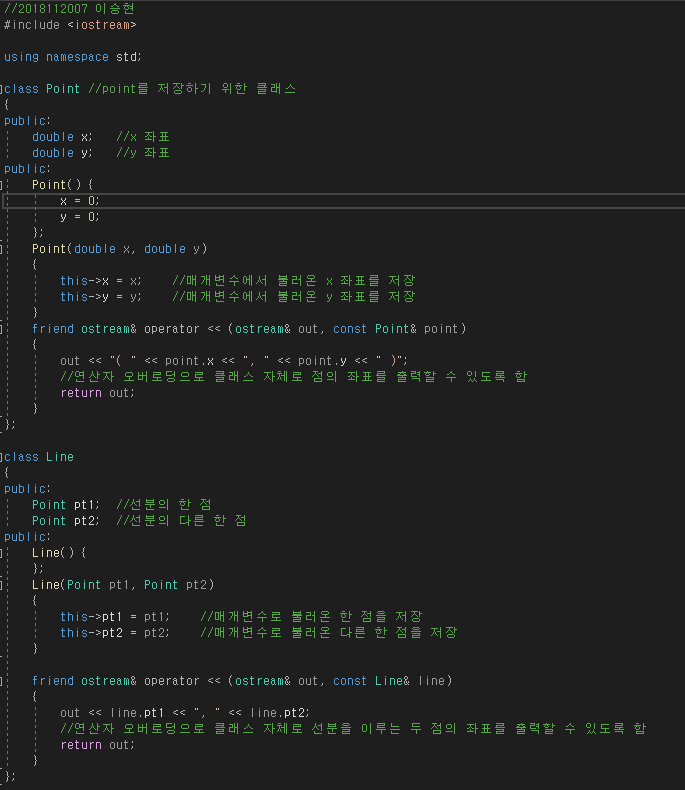 //2018112007 이승현
#include <iostream>
using namespace std;
class Point //point를 저장하기 위한 클래스
{
public:
double x; //x 좌표
double y; //y 좌표
public:
Point() {
x = 0;
y = 0;
};
Point(double x, double y)
{
this->x = x; //매개변수에서 불러온 x 좌표를 저장
this->y = y; //매개변수에서 불러온 y 좌표를 저장
}
friend ostream& operator << (ostream& out, const Point& point)
{
out << "( " << point.x << ", " << point.y << " )";
//연산자 오버로딩으로 클래스 자체로 점의 좌표를 출력할 수 있도록 함
return out;
}
};
class Line
{
public:
Point pt1; //선분의 한 점
Point pt2; //선분의 다른 한 점
public:
Line() {
};
Line(Point pt1, Point pt2)
{
this->pt1 = pt1; //매개변수로 불러온 한 점을 저장
this->pt2 = pt2; //매개변수로 불러온 다른 한 점을 저장
}
friend ostream& operator << (ostream& out, const Line& line)
{
out << line.pt1 << ", " << line.pt2;
//연산자 오버로딩으로 클래스 자체로 선분을 이루는 두 점의 좌표를 출력할 수 있도록 함
return out;
}
};